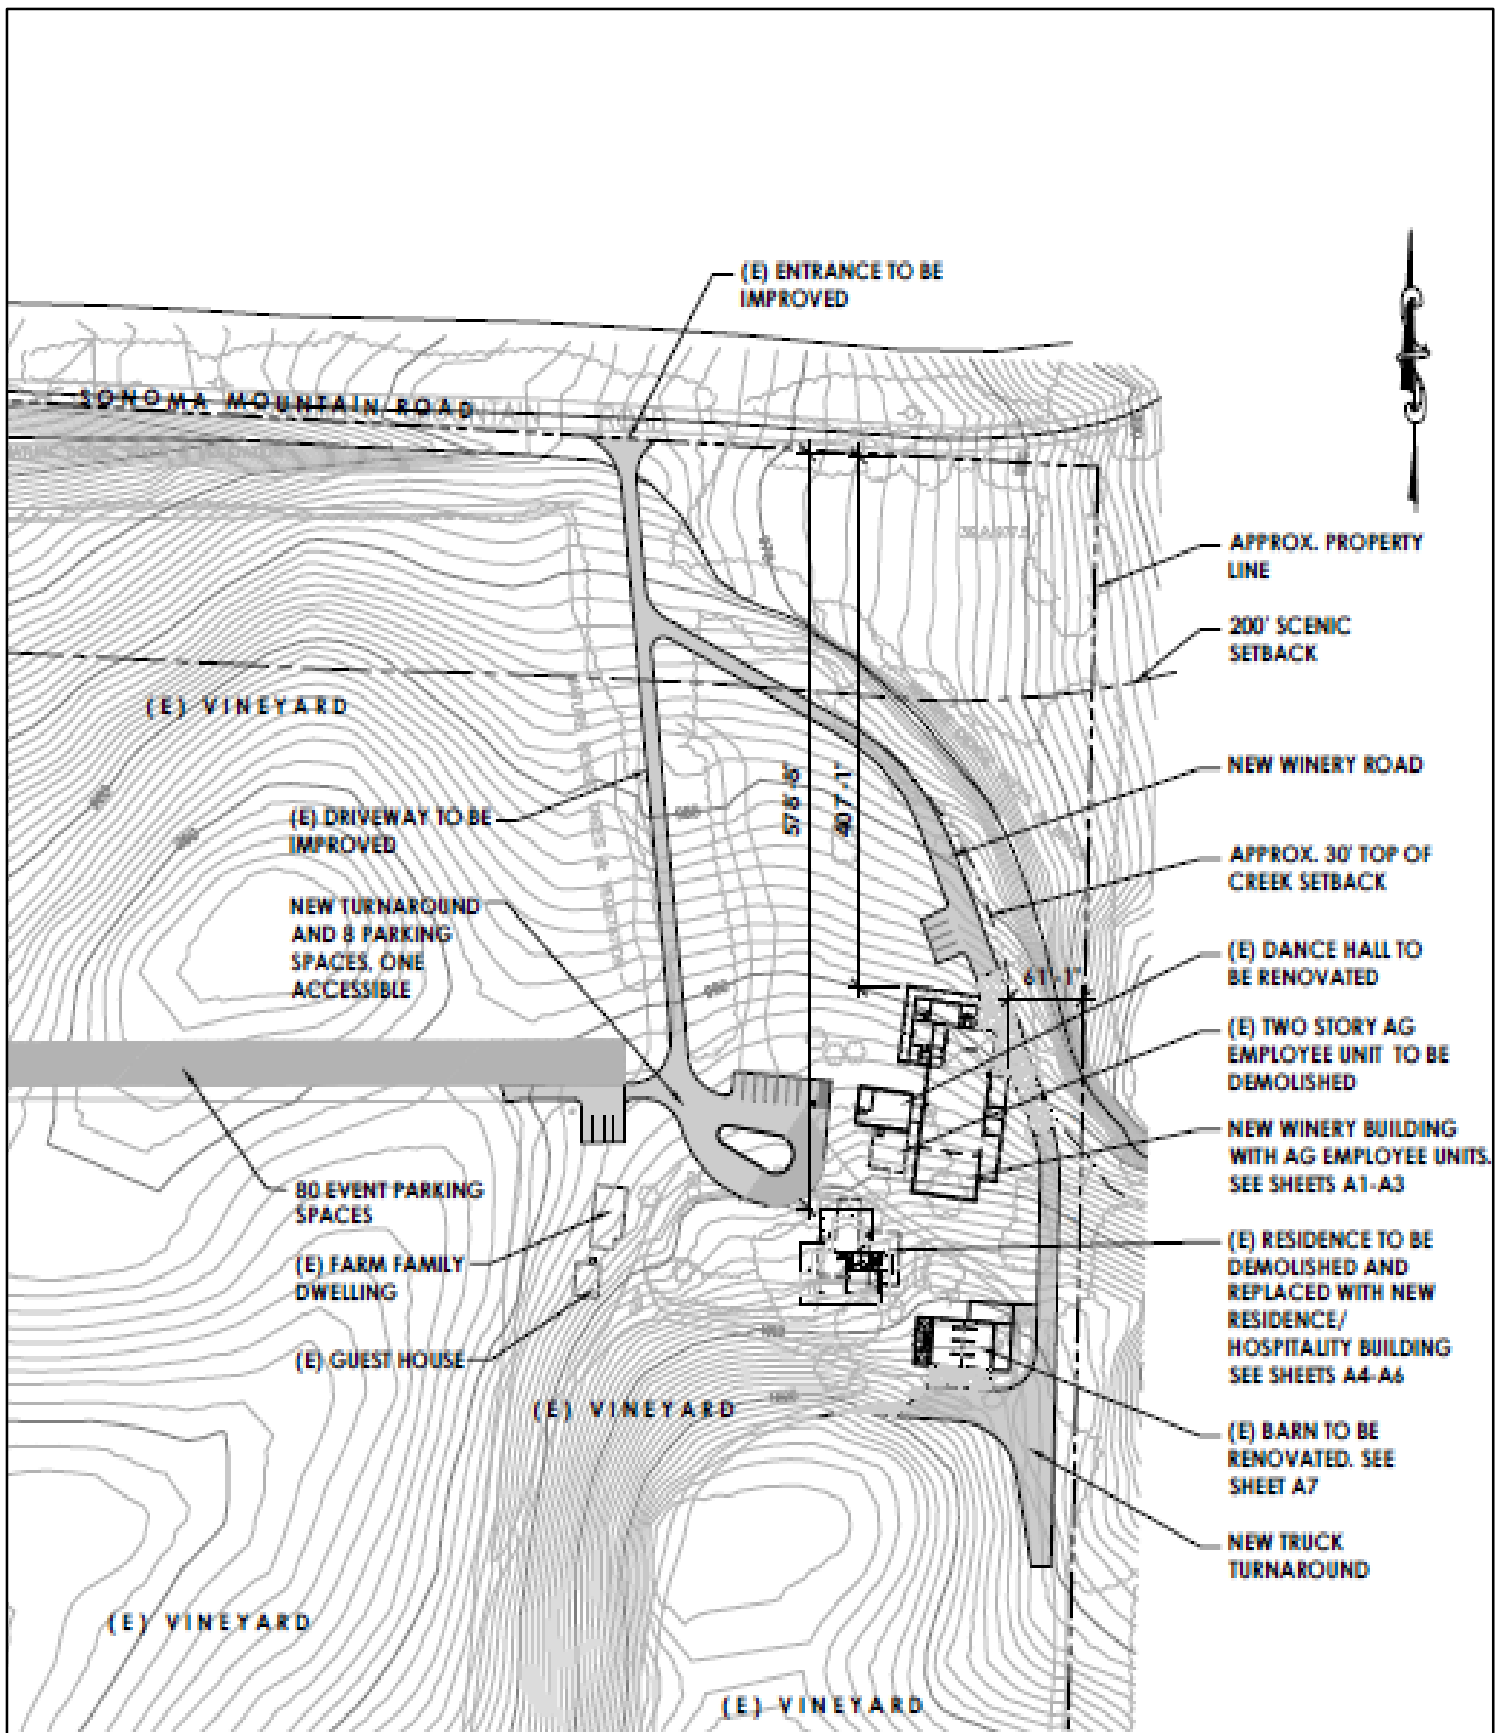 (E) ENTRANCE TO BE
IMPROVED
SONOMA MOUNTAIN ROAD
APPROX. PROPERTY
LINE
200' SCENIC
SETBACK
(E) VINEYARD
NEW WINERY ROAD
(E) DRIVEWAY TO BE
IMPROVED
APPROX. 30' TOP OF
CREEK SETBACK
NEW TURNAROUND
AND 8 PARKING
SPACES, ONE
ACCESSIBLE
(E) DANCE HALL TO
BE RENOVATED
61'-1"
(E) TWO STORY AG
EMPLOYEE UNIT TO BE
DEMOLISHED
NEW WINERY BUILDING
WITH AG EMPLOYEE UNITS.
SEE SHEETS A1-A3
80 EVENT PARKING
SPACES
(E) FARM FAMILY
DWELLING
(E) RESIDENCE TO BE
DEMOLISHED AND
REPLACED WITH NEW
RESIDENCE/
HOSPITALITY BUILDING
SEE SHEETS A4-A6
(E) GUEST HOUSE
(E) VINEYARD
(E) BARN TO BE
RENOVATED. SEE
SHEET A7
NEW TRUCK
TURNAROUND
(E) VINEYARD
(E) VINEYARD